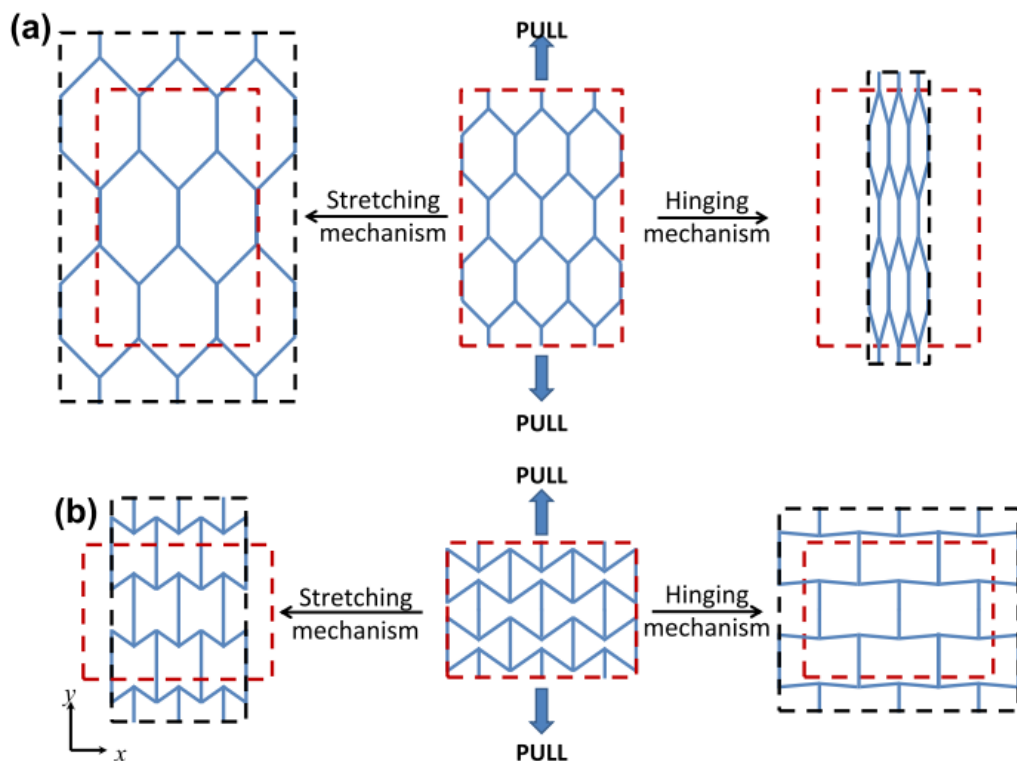 (a)
PULL
Stretching
mechanism
Hinging
mechanism
PULL
PULL
(b)
Stretching
mechanism
Hinging
mechanism
y
x
PULL